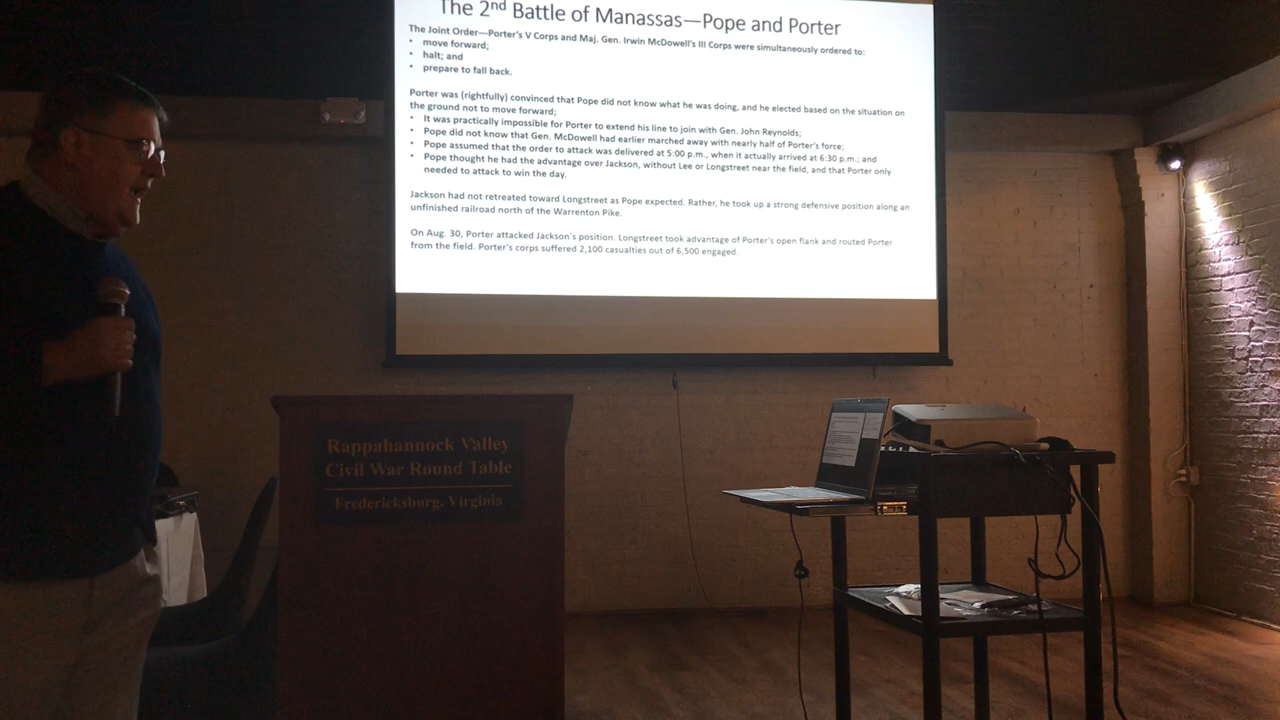 The 2nd Battle of Manassas—Pope and Porter
The Joint Order---Porter's V Corps and Maj. Gen. Irwin McDowell's III Corps were simultaneously ordered to:
• move forward;
• halt; and
• prepare to fall back.
Porter was (rightfully) convinced that Pope did not know what he was doing, and he elected based on the situation on
the ground not to move forward;
• It was practically impossible for Porter to extend his line to join with Gen. John Reynolds;
• Pope did not know that Gen. McDowell had earlier marched away with nearly half of Porter's force;
• Pope assumed that the order to attack was delivered at 5:00 p.m., when it actually arrived at 6:30 p.m.; and
• Pope thought he had the advantage over Jackson, without Lee or Longstreet near the field, and that Porter only
needed to attack to win the day.
Jackson had not retreated toward Longstreet as Pope expected. Rather, he took up a strong defensive position along an
unfinished railroad north of the Warrenton Pike.
On Aug. 30, Porter attacked Jackson's position. Longstreet took advantage of Porter's open flank and routed Porter
from the field. Porter's corps suffered 2,100 casualties out of 6,500 engaged.
Rappahannock Valley
Civil War Round Table
Fredericksburg, Virginia